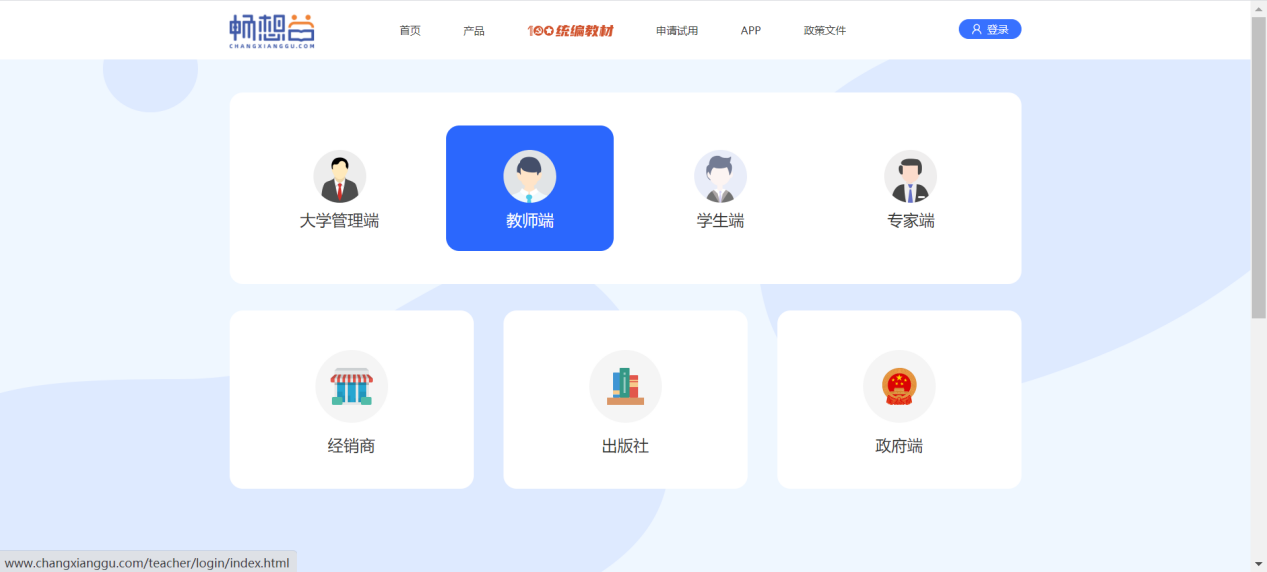 畅想谷
CHANGXIANGGU.COM
首页
产品
100统编教材
申请试用
APP
政策文件
登录
大学管理端
教师端
学生端
专家端
经销商
出版社
政府端
www.changxianggu.com/teacher/login/index.html